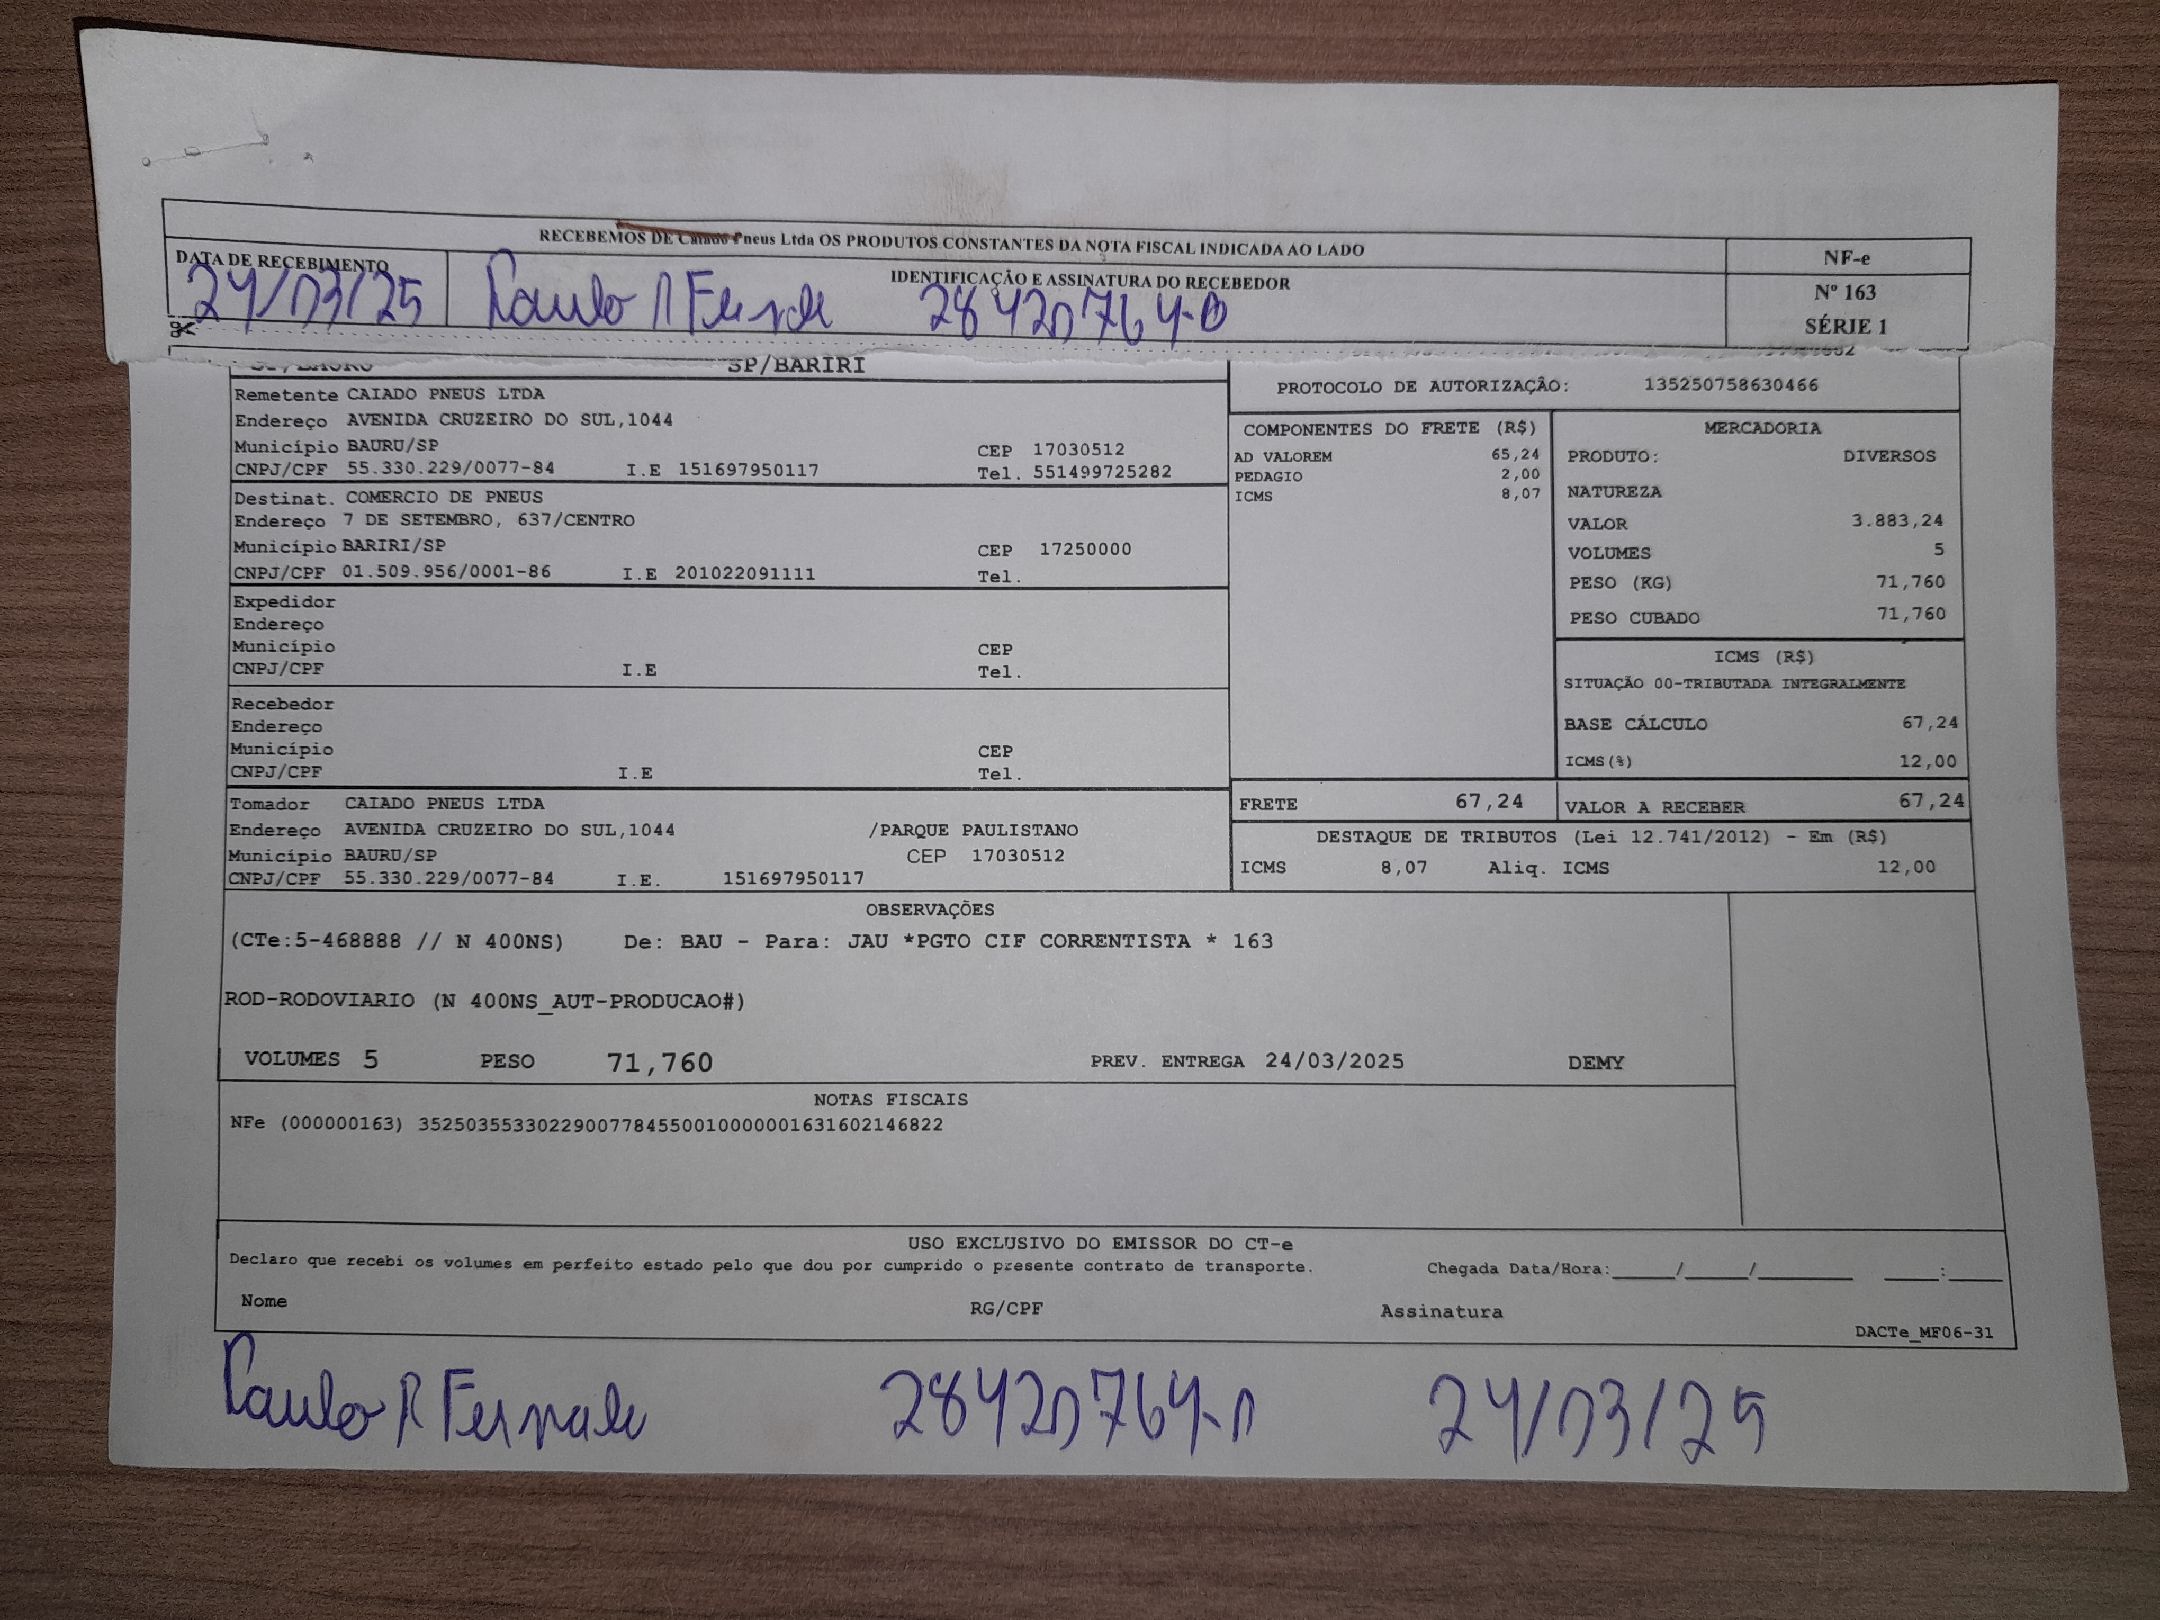 RECEBEMOS DE Caiado Pneus Ltda OS PRODUTOS CONSTANTES DA NOTA FISCAL INDICADA AO LADO
DATA DE RECEBIMENTO
24/03/25
IDENTIFICAÇÃO E ASSINATURA DO RECEBEDOR
Paulo R 28420764-0
NF-e
Nº 163
SÉRIE 1
SP/BAURU SP/BARIRI
PROTOCOLO DE AUTORIZAÇÃO: 135250758630466
Remetente CAIADO PNEUS LTDA
Endereço AVENIDA CRUZEIRO DO SUL,1044
Município BAURU/SP CEP 17030512
CNPJ/CPF 55.330.229/0077-84 I.E 151697950117 Tel. 551499725282
Destinat. COMERCIO DE PNEUS
Endereço 7 DE SETEMBRO, 637/CENTRO
Município BARIRI/SP CEP 17250000
CNPJ/CPF 01.509.956/0001-86 I.E 201022091111 Tel.
Expedidor
Endereço
Município CEP
CNPJ/CPF I.E Tel.
Recebedor
Endereço
Município CEP
CNPJ/CPF I.E Tel.
Tomador CAIADO PNEUS LTDA
Endereço AVENIDA CRUZEIRO DO SUL,1044 /PARQUE PAULISTANO
Município BAURU/SP CEP 17030512
CNPJ/CPF 55.330.229/0077-84 I.E. 151697950117
COMPONENTES DO FRETE (R$)
AD VALOREM 65,24
PEDAGIO 2,00
ICMS 8,07
MERCADORIA
PRODUTO: DIVERSOS
NATUREZA
VALOR 3.883,24
VOLUMES 5
PESO (KG) 71,760
PESO CUBADO 71,760
ICMS (R$)
SITUAÇÃO 00-TRIBUTADA INTEGRALMENTE
BASE CÁLCULO 67,24
ICMS(%) 12,00
FRETE 67,24 VALOR A RECEBER 67,24
DESTAQUE DE TRIBUTOS (Lei 12.741/2012) - Em (R$)
ICMS 8,07 Aliq. ICMS 12,00
OBSERVAÇÕES
(CTe:5-468888 // N 400NS) De: BAU - Para: JAU *PGTO CIF CORRENTISTA * 163
ROD-RODOVIARIO (N 400NS_AUT-PRODUCAO#)
VOLUMES 5 PESO 71,760 PREV. ENTREGA 24/03/2025 DEMY
NOTAS FISCAIS
NFe (000000163) 35250355330229007784550010000001631602146822
USO EXCLUSIVO DO EMISSOR DO CT-e
Declaro que recebi os volumes em perfeito estado pelo que dou por cumprido o presente contrato de transporte. Chegada Data/Hora:_____/_____/________ _____:_____
Nome RG/CPF Assinatura
DACTe_MF06-31
Paulo R 28420764-0 24/03/25